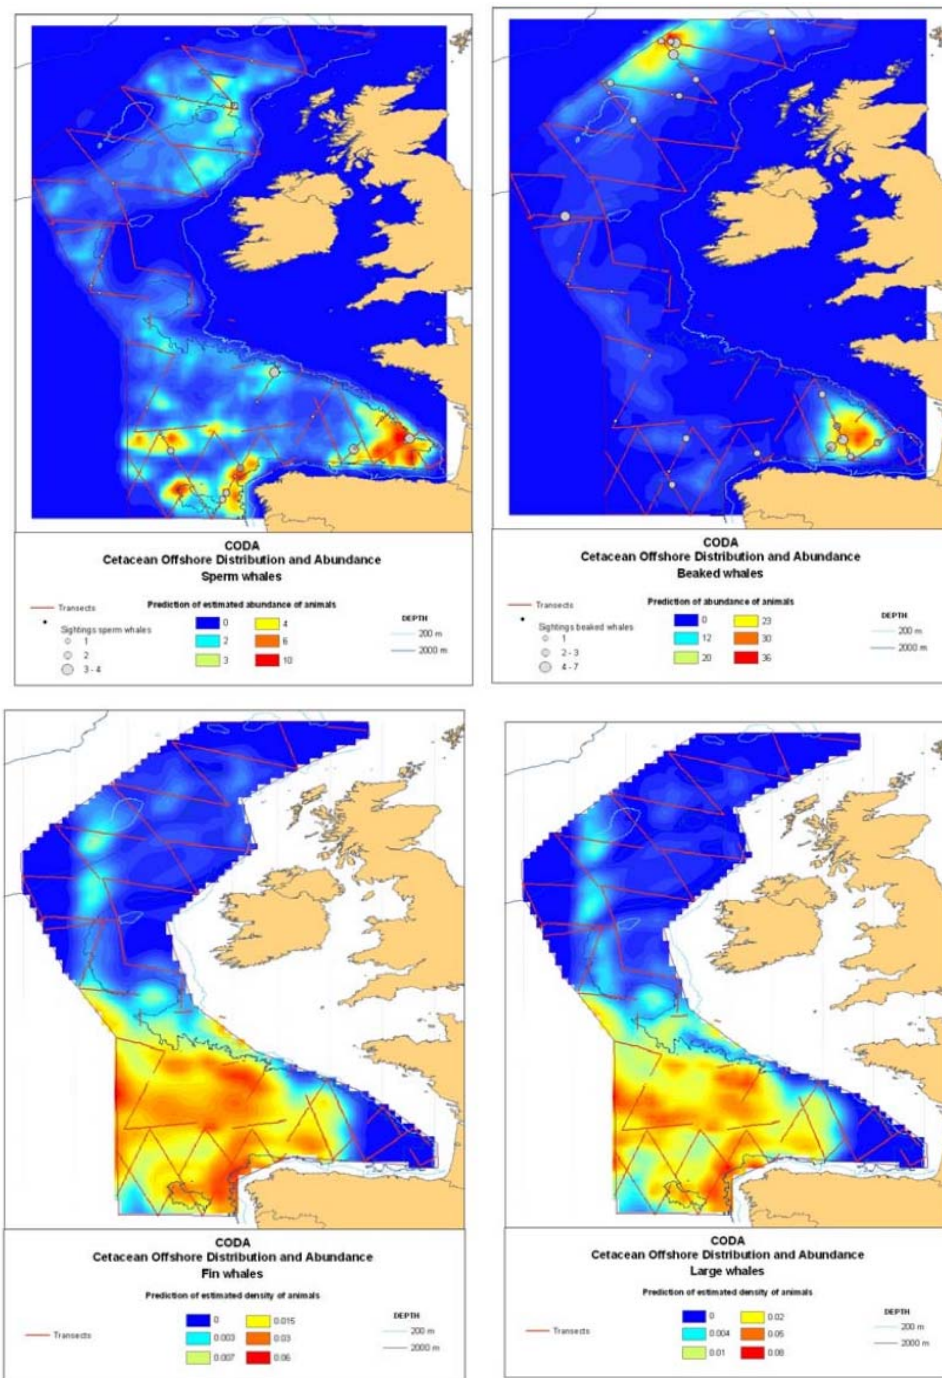 CODA
Cetacean Offshore Distribution and Abundance
Sperm whales
Prediction of estimated abundance of animals
Transects
Sightings sperm whales
1
2
3 - 4
0
2
3
4
6
10
DEPTH
200 m
2000 m
CODA
Cetacean Offshore Distribution and Abundance
Beaked whales
Prediction of abundance of animals
Transects
Sightings beaked whales
1
2 - 3
4 - 7
0
12
20
23
30
36
DEPTH
200 m
2000 m
CODA
Cetacean Offshore Distribution and Abundance
Fin whales
Prediction of estimated density of animals
Transects
0
0.003
0.007
0.015
0.03
0.06
DEPTH
200 m
2000 m
CODA
Cetacean Offshore Distribution and Abundance
Large whales
Prediction of estimated density of animals
Transects
0
0.004
0.01
0.02
0.05
0.08
DEPTH
200 m
2000 m